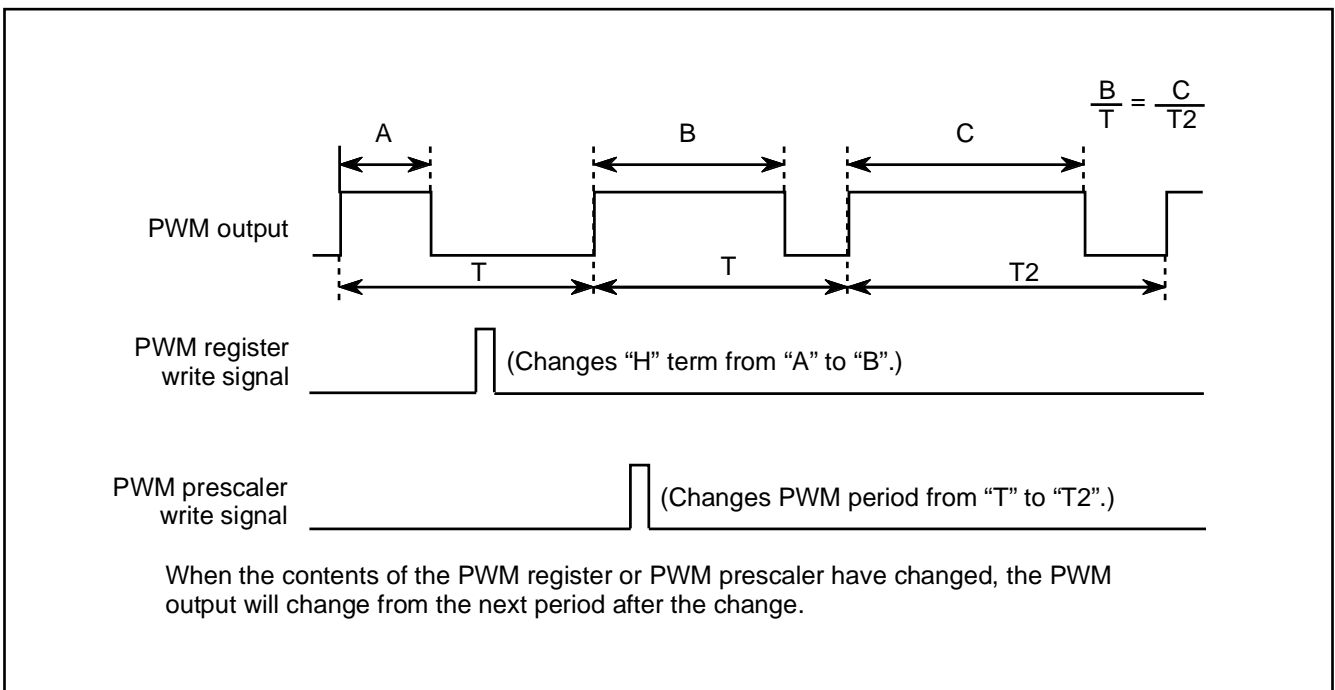 B = C
T T2
A B C
PWM output
T T T2
PWM register
write signal
(Changes “H” term from “A” to “B”.)
PWM prescaler
write signal
(Changes PWM period from “T” to “T2”.)
When the contents of the PWM register or PWM prescaler have changed, the PWM
output will change from the next period after the change.